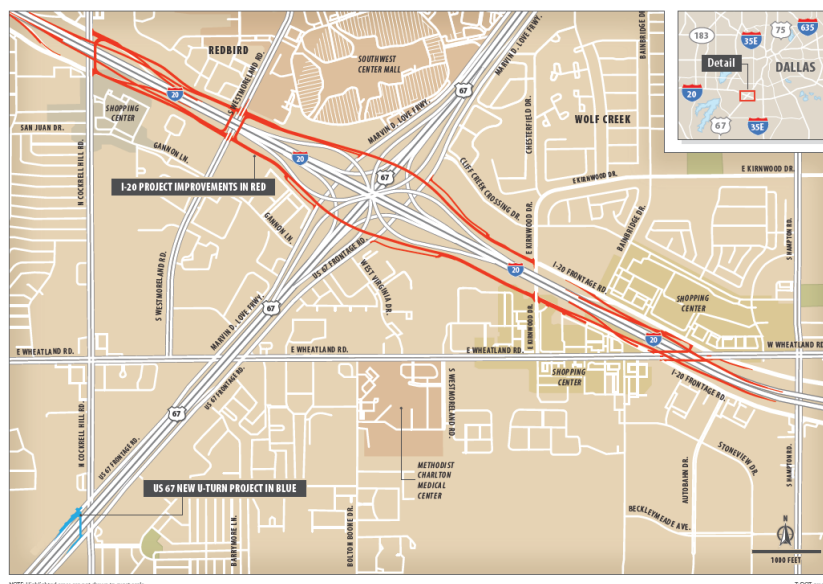 REDBIRD
SOUTHWEST
CENTER MALL
S WESTMORELAND RD.
MARVIN D. LOVE FRWY.
67
MARVIN D. LOVE FRWY.
BAINBRIDGE DR.
183
35E
75
635
Detail
DALLAS
20
67
35E
20
SHOPPING
CENTER
SAN JUAN DR.
GANNON LN.
N COCKRELL HILL RD.
20
I-20 PROJECT IMPROVEMENTS IN RED
67
WOLF CREEK
CHESTERFIELD DR.
CLIFF CREEK CROSSING DR.
E KIRNWOOD DR.
E KIRNWOOD DR.
E KIRNWOOD DR.
BAINBRIDGE DR.
S HAMPTON RD.
GANNON LN.
US 67 FRONTAGE RD.
WEST VIRGINIA DR.
S WESTMORELAND RD.
MARVIN D. LOVE FRWY.
67
20
I-20 FRONTAGE RD.
SHOPPING
CENTER
E KIRNWOOD DR.
20
E WHEATLAND RD.
E WHEATLAND RD.
E WHEATLAND RD.
W WHEATLAND RD.
SHOPPING
CENTER
I-20 FRONTAGE RD.
US 67 FRONTAGE RD.
S WESTMORELAND RD.
67
N COCKRELL HILL RD.
US 67 FRONTAGE RD.
METHODIST
CHARLTON
MEDICAL
CENTER
US 67 NEW U-TURN PROJECT IN BLUE
STONEVIEW DR.
AUTOBAHN DR.
S HAMPTON RD.
BARRYMORE LN.
BOLTON BOONE DR.
BECKLEYMEADE AVE.
N
1000 FEET